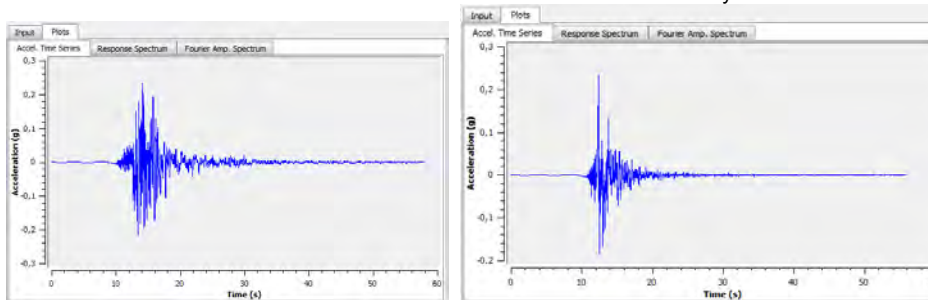 Input Plots
Accel. Time Series Response Spectrum Fourier Amp. Spectrum
0,3
0,2
0,1
0
-0,1
-0,2
-0,3
Acceleration (g)
0 10 20 30 40 50 60
Time (s)
Input Plots
Accel. Time Series Response Spectrum Fourier Amp. Spectrum
0,3
0,2
0,1
0
-0,1
-0,2
Acceleration (g)
0 10 20 30 40 50
Time (s)